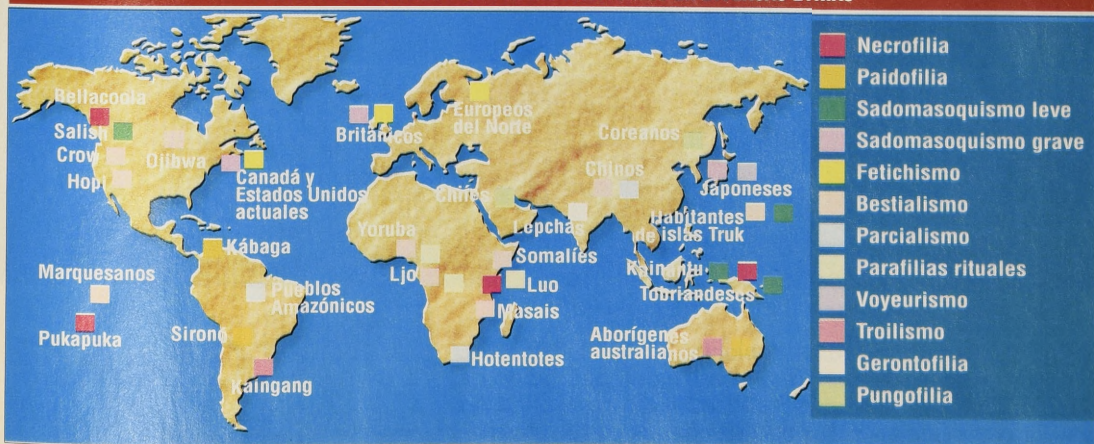 Bellacoola
Salish
Crow
Hopi
Ojibwa
Canadá y
Estados Unidos
actuales
Británicos
Europeos
del Norte
Coreanos
Chinos
Japoneses
Habitantes
de islas Truk
Lepchas
Yoruba
Somalíes
Ljo
Luo
Masais
Hotentotes
Kábaga
Marquesanos
Pukapuka
Pueblos
Amazónicos
Sironó
Kaingang
Tobriandeses
Aborígenes
australianos
Necrofilia
Paidofilia
Sadomasoquismo leve
Sadomasoquismo grave
Fetichismo
Bestialismo
Parcialismo
Parafilias rituales
Voyeurismo
Troilismo
Gerontofilia
Pungofilia